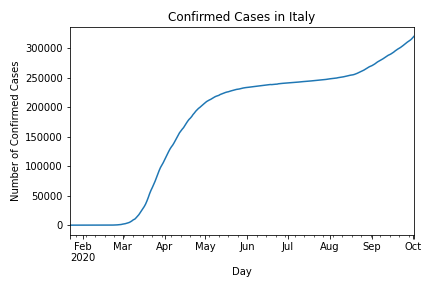 Confirmed Cases in Italy
Number of Confirmed Cases
300000
250000
200000
150000
100000
50000
0
Feb Mar Apr May Jun Jul Aug Sep Oct
2020
Day